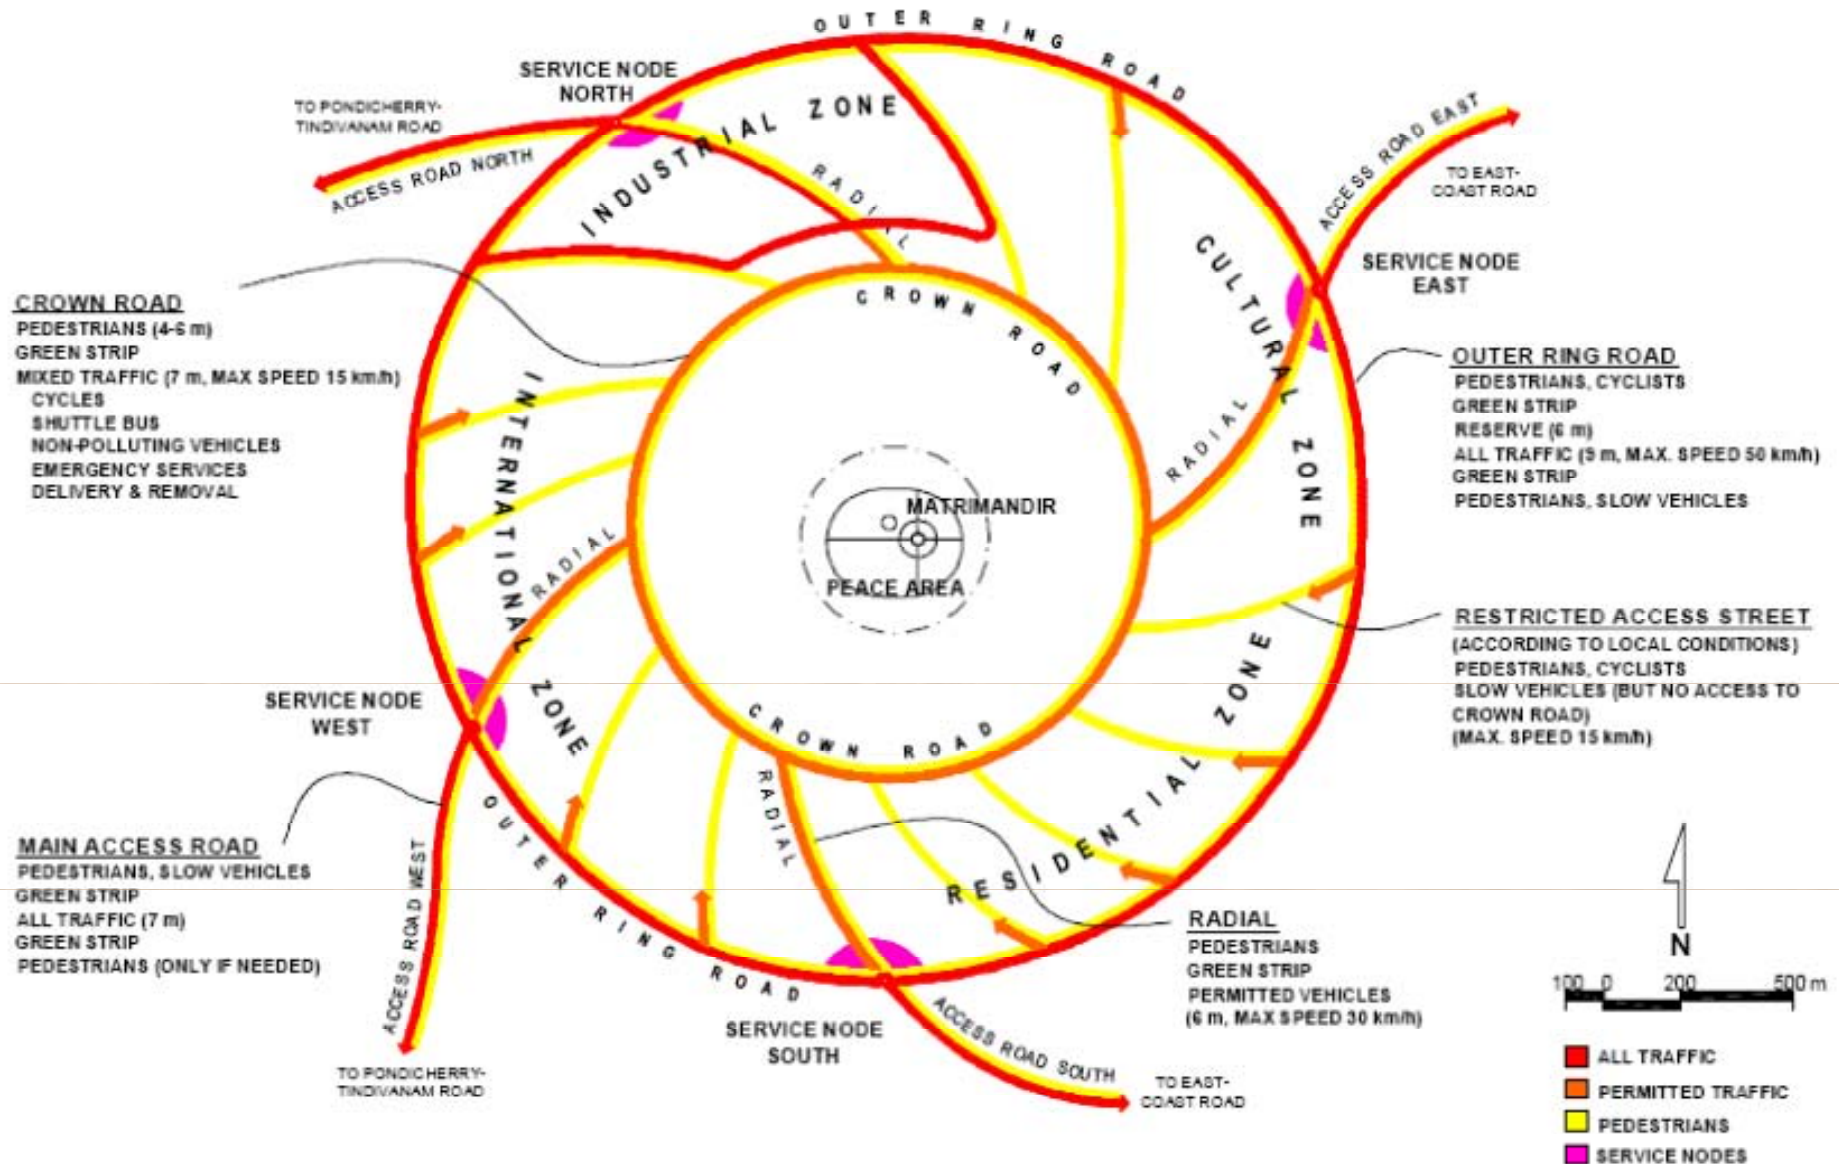 OUTER RING ROAD
SERVICE NODE
NORTH
TO PONDICHERRY-
TINDIVANAM ROAD
ACCESS ROAD NORTH
INDUSTRIAL ZONE
RADIAL
ACCESS ROAD EAST
TO EAST-
COAST ROAD
SERVICE NODE
EAST
CULTURAL ZONE
CROWN ROAD
CROWN ROAD
PEDESTRIANS (4-6 m)
GREEN STRIP
MIXED TRAFFIC (7 m, MAX SPEED 15 km/h)
CYCLES
SHUTTLE BUS
NON-POLLUTING VEHICLES
EMERGENCY SERVICES
DELIVERY & REMOVAL
OUTER RING ROAD
PEDESTRIANS, CYCLISTS
GREEN STRIP
RESERVE (6 m)
ALL TRAFFIC (9 m, MAX. SPEED 50 km/h)
GREEN STRIP
PEDESTRIANS, SLOW VEHICLES
INTERNATIONAL ZONE
RADIAL
RADIAL
MATRIMANDIR
PEACE AREA
RESTRICTED ACCESS STREET
(ACCORDING TO LOCAL CONDITIONS)
PEDESTRIANS, CYCLISTS
SLOW VEHICLES (BUT NO ACCESS TO
CROWN ROAD)
(MAX. SPEED 15 km/h)
SERVICE NODE
WEST
CROWN ROAD
RESIDENTIAL ZONE
RADIAL
OUTER RING ROAD
MAIN ACCESS ROAD
PEDESTRIANS, SLOW VEHICLES
GREEN STRIP
ALL TRAFFIC (7 m)
GREEN STRIP
PEDESTRIANS (ONLY IF NEEDED)
ACCESS ROAD WEST
TO PONDICHERRY-
TINDIVANAM ROAD
SERVICE NODE
SOUTH
ACCESS ROAD SOUTH
TO EAST-
COAST ROAD
RADIAL
PEDESTRIANS
GREEN STRIP
PERMITTED VEHICLES
(6 m, MAX SPEED 30 km/h)
N
100 0 200 500 m
ALL TRAFFIC
PERMITTED TRAFFIC
PEDESTRIANS
SERVICE NODES